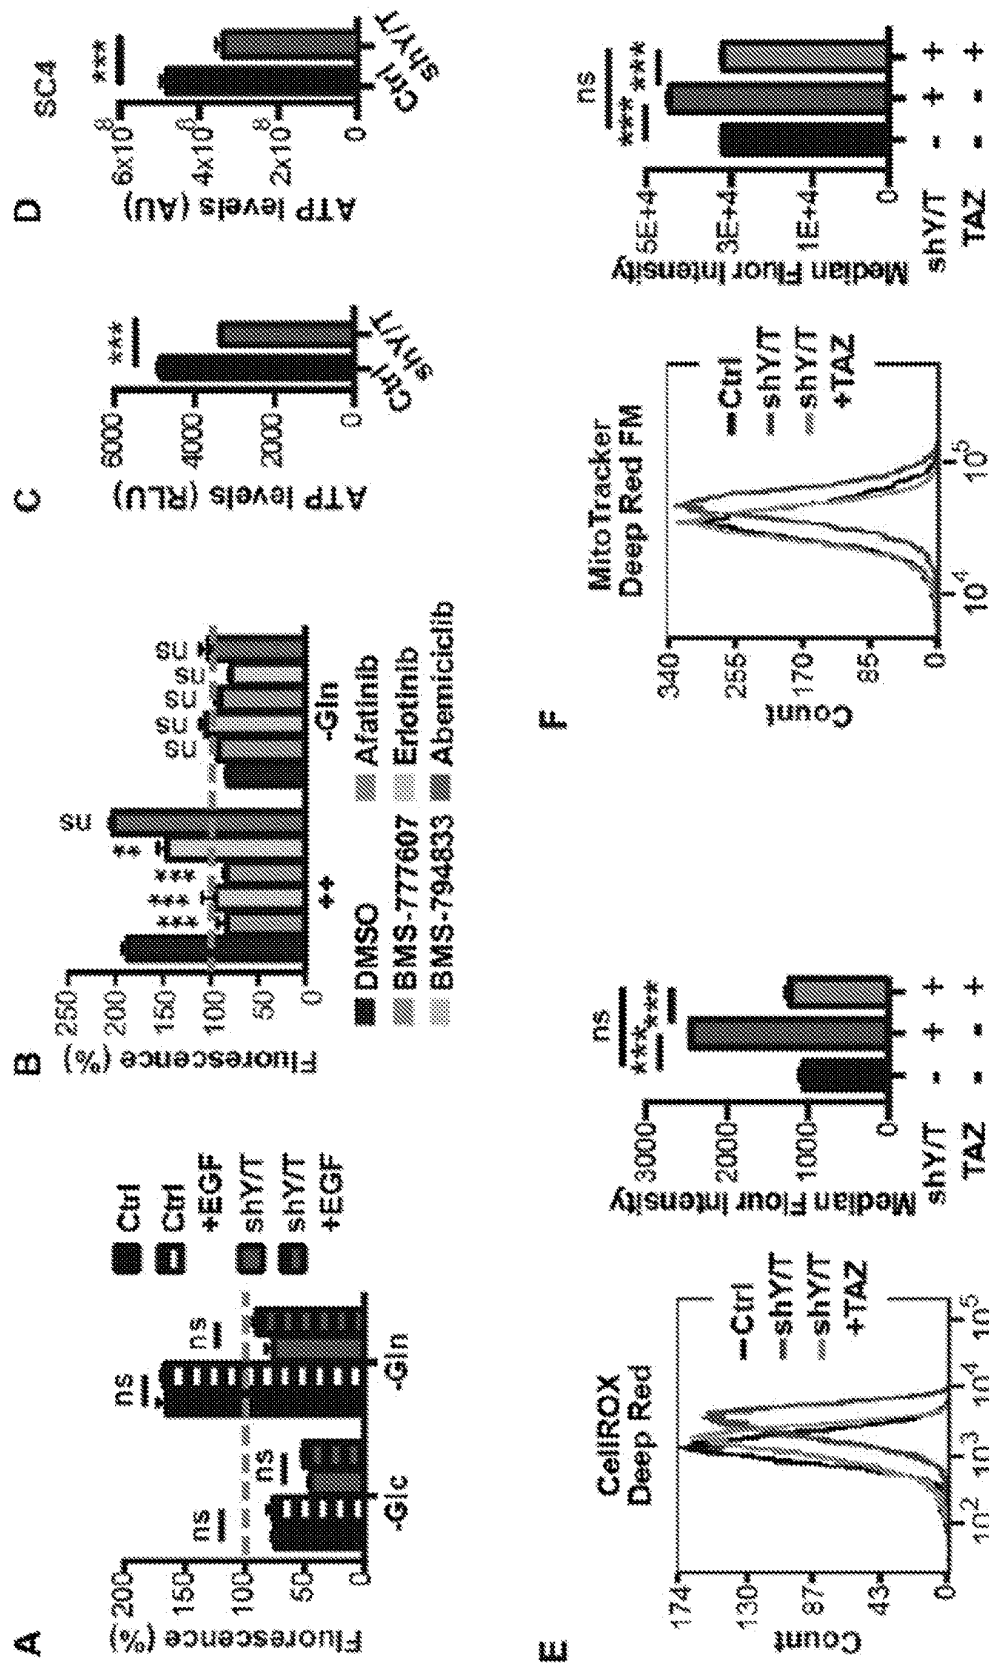 A
Fluorescence (%)
200
150
100
50
0
ns
ns
ns
ns
-Glc
-Gln
Ctrl
Ctrl
+EGF
shY/T
shY/T
+EGF
B
Fluorescence (%)
250
200
150
100
50
0
***
***
***
**
ns
ns
ns
ns
ns
ns
++
-Gln
DMSO
BMS-777607
BMS-794833
Afatinib
Erlotinib
Abemiciclib
C
ATP levels (RLU)
6000
4000
2000
0
***
Ctrl
shY/T
D
SC4
ATP levels (AU)
6x10^8
4x10^8
2x10^8
0
***
Ctrl
shY/T
E
CellROX
Deep Red
Count
174
130
87
43
0
10^2
10^3
10^4
10^5
Ctrl
shY/T
shY/T
+TAZ
Median Flour Intensity
3000
2000
1000
0
ns
***
***
shY/T - + +
TAZ - - +
F
MitoTracker
Deep Red FM
Count
340
255
170
85
0
10^4
10^5
Ctrl
shY/T
shY/T
+TAZ
Median Fluor Intensity
5E+4
3E+4
1E+4
0
ns
***
***
shY/T - + +
TAZ - - +